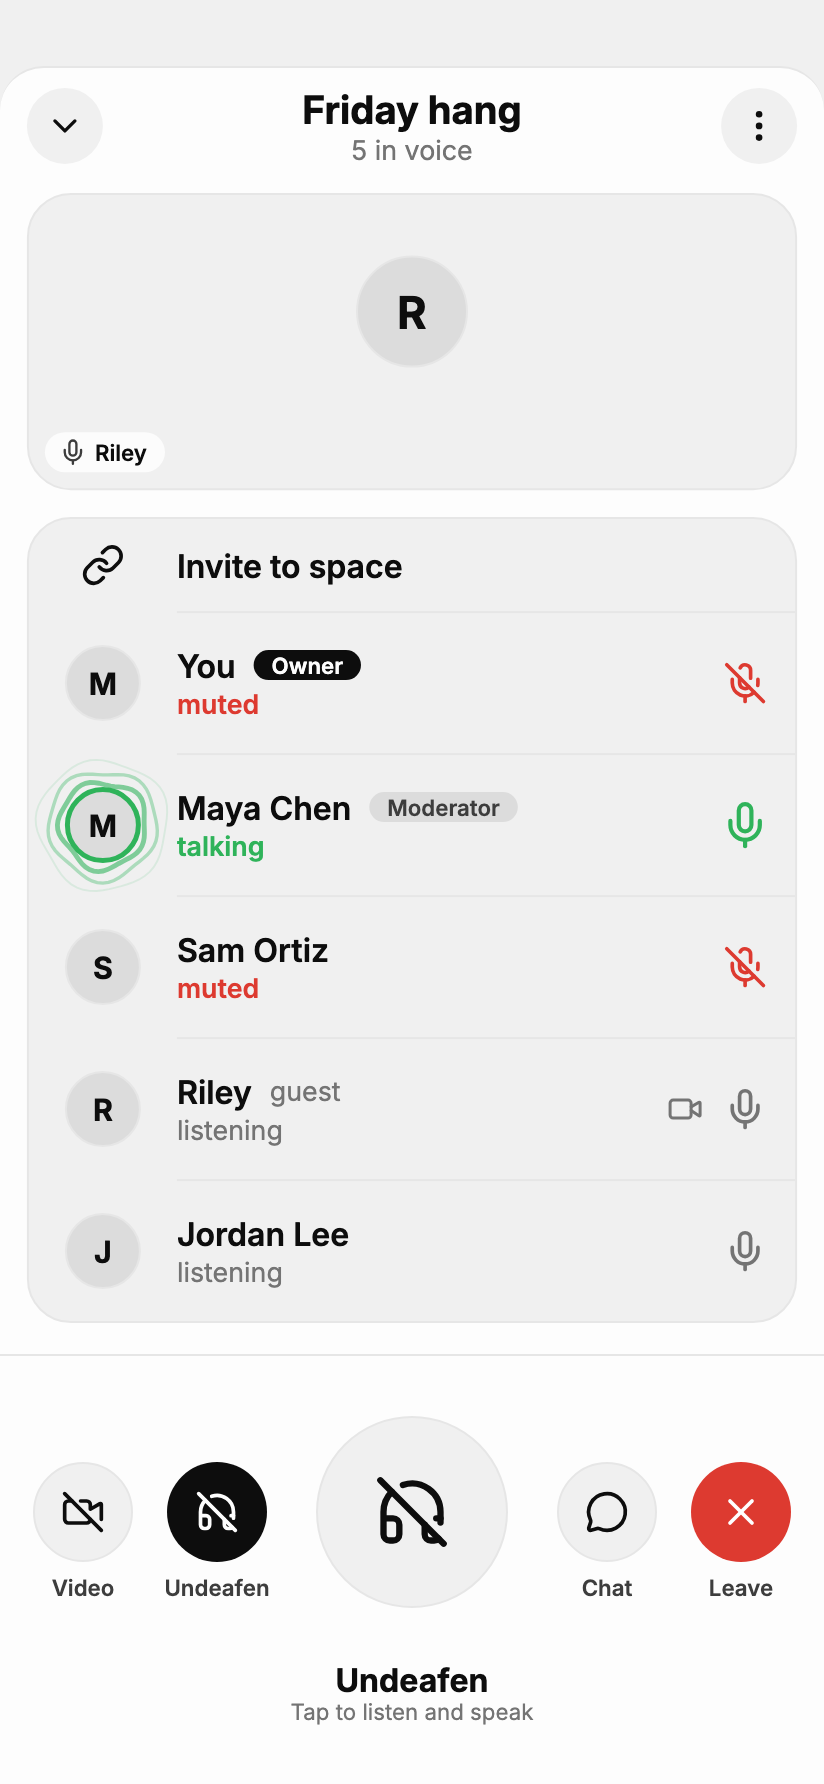 Friday hang
5 in voice
R
Riley
Invite to space
M
You Owner
muted
M
Maya Chen Moderator
talking
S
Sam Ortiz
muted
R
Riley guest
listening
J
Jordan Lee
listening
Video
Undeafen
Chat
Leave
Undeafen
Tap to listen and speak